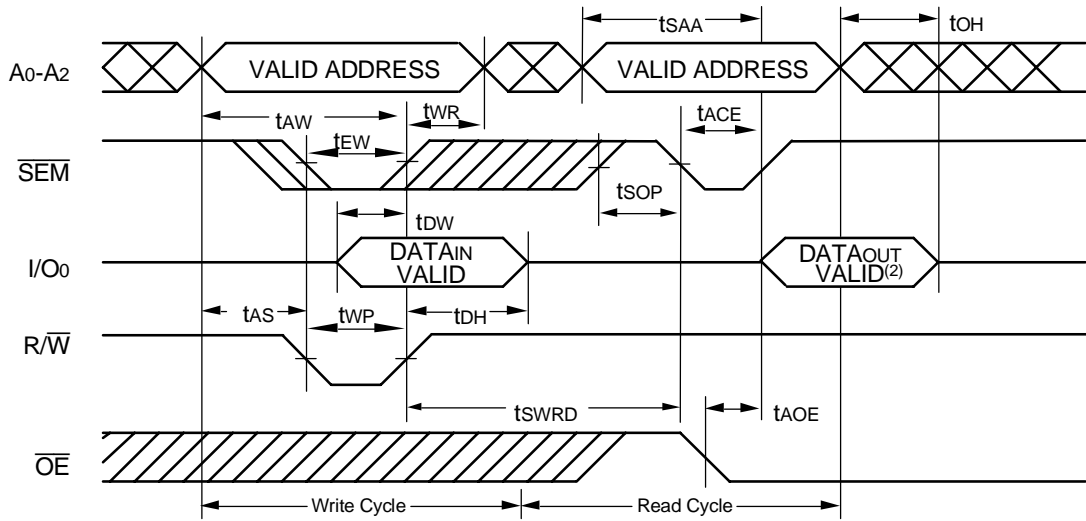 tSAA
tOH
A0-A2
VALID ADDRESS
VALID ADDRESS
tAW
tWR
tACE
tEW
SEM
tSOP
tDW
I/O0
DATAIN
VALID
DATAOUT
VALID(2)
tAS
tWP
tDH
R/W
tSWRD
tAOE
OE
Write Cycle
Read Cycle